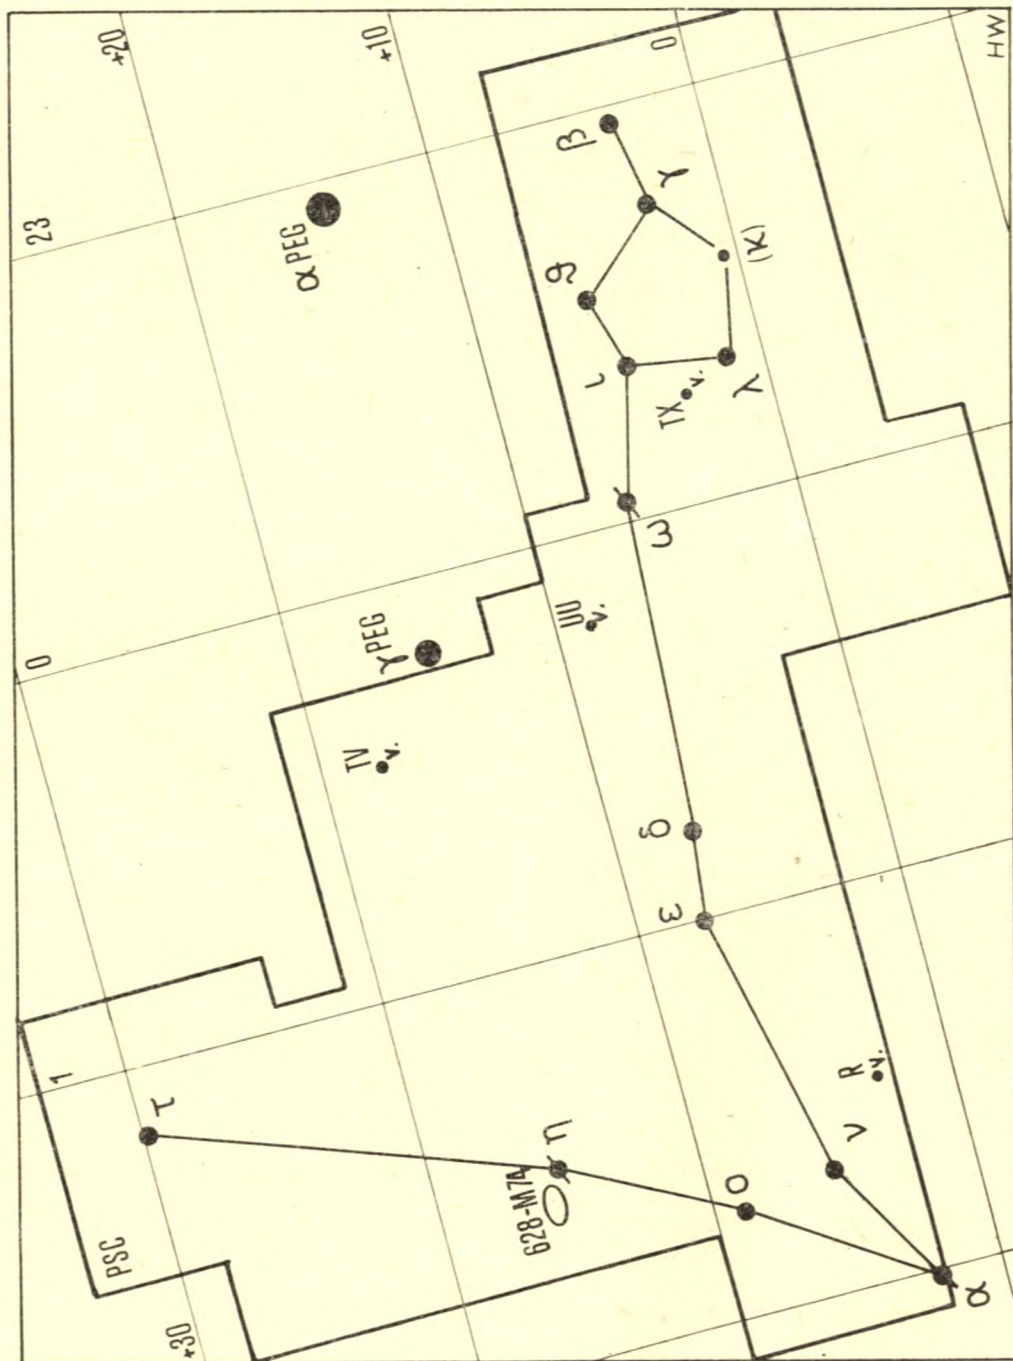 +20
+10
0
HW
23
α PEG
β
γ
(κ)
θ
ι
λ
TX v.
ω
UU v.
0
γ PEG
TV v.
δ
ε
1
τ
PSC
η
628-M74
ο
ν
R v.
α
+30